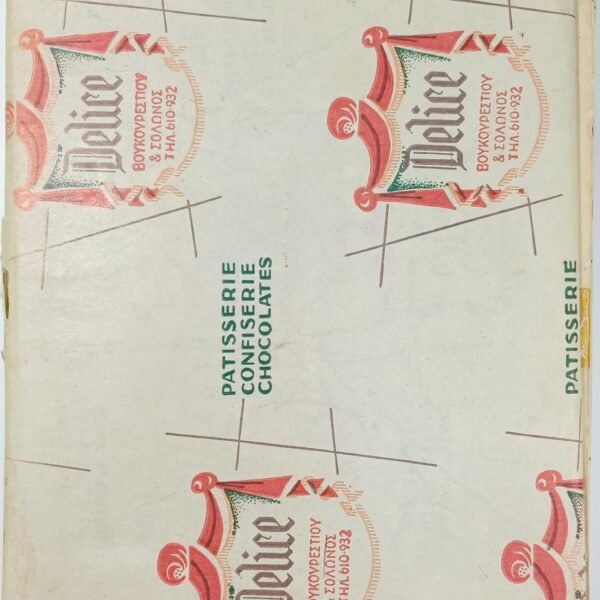 Delice
ΒΟΥΚΟΥΡΕΣΤΙΟΥ
& ΣΟΛΩΝΟΣ
ΤΗΛ. 610-932
Delice
ΒΟΥΚΟΥΡΕΣΤΙΟΥ
& ΣΟΛΩΝΟΣ
ΤΗΛ. 610-932
PATISSERIE
CONFISERIE
CHOCOLATES
PATISSERIE
Delice
ΥΚΟΥΡΕΣΤΙΟΥ
& ΣΟΛΩΝΟΣ
ΤΗΛ. 610-932